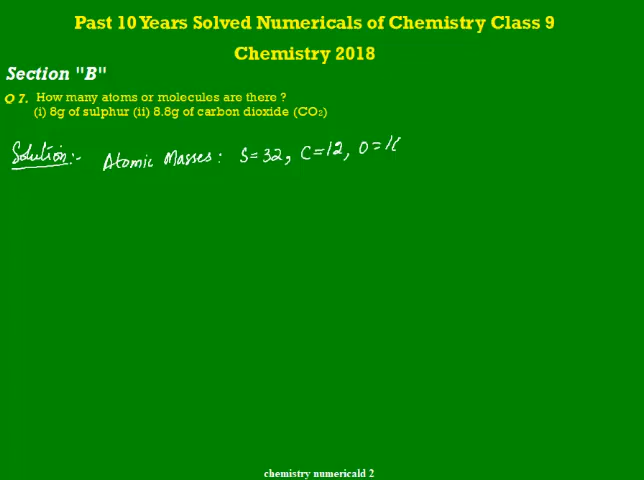 Past 10 Years Solved Numericals of Chemistry Class 9
Chemistry 2018
Section "B"
Q 7. How many atoms or molecules are there ?
(i) 8g of sulphur (ii) 8.8g of carbon dioxide (CO₂)
Solution:- Atomic Masses : S=32, C=12, O=1
chemistry numericald 2